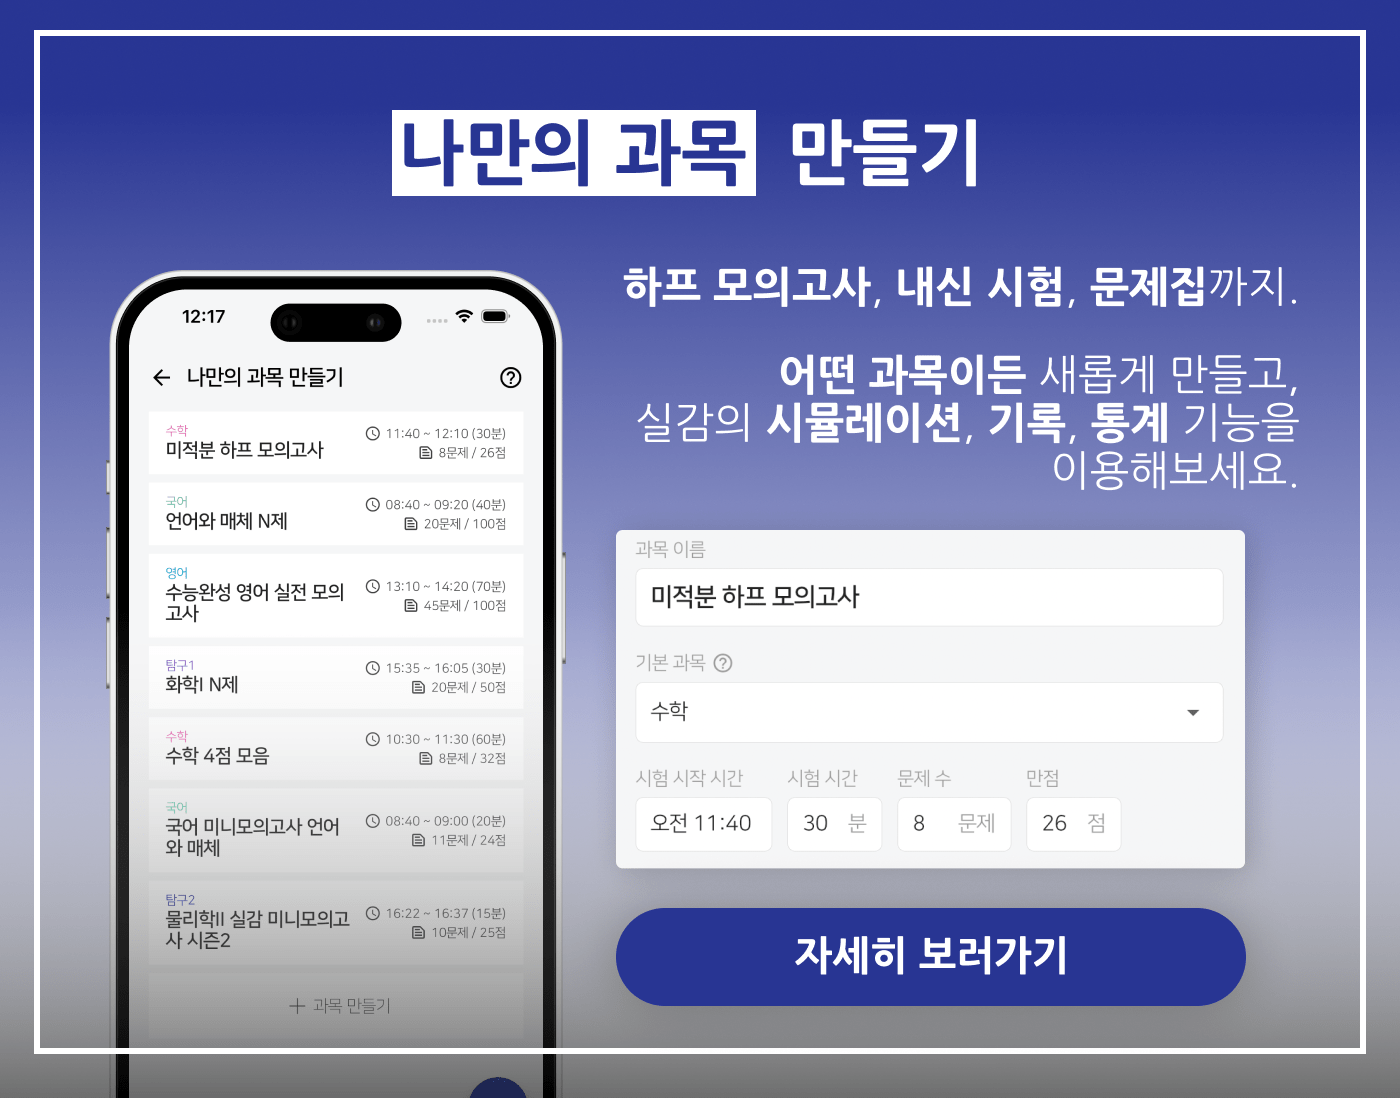 나만의 과목 만들기
하프 모의고사, 내신 시험, 문제집까지.
어떤 과목이든 새롭게 만들고,
실감의 시뮬레이션, 기록, 통계 기능을
이용해보세요.
12:17
나만의 과목 만들기
수학
미적분 하프 모의고사
11:40 ~ 12:10 (30분)
8문제 / 26점
국어
언어와 매체 N제
08:40 ~ 09:20 (40분)
20문제 / 100점
영어
수능완성 영어 실전 모의
고사
13:10 ~ 14:20 (70분)
45문제 / 100점
탐구1
화학I N제
15:35 ~ 16:05 (30분)
20문제 / 50점
수학
수학 4점 모음
10:30 ~ 11:30 (60분)
8문제 / 32점
국어
국어 미니모의고사 언어
와 매체
08:40 ~ 09:00 (20분)
11문제 / 24점
탐구2
물리학II 실감 미니모의고
사 시즌2
16:22 ~ 16:37 (15분)
10문제 / 25점
+ 과목 만들기
과목 이름
미적분 하프 모의고사
기본 과목
수학
시험 시작 시간 시험 시간 문제 수 만점
오전 11:40 30 분 8 문제 26 점
자세히 보러가기